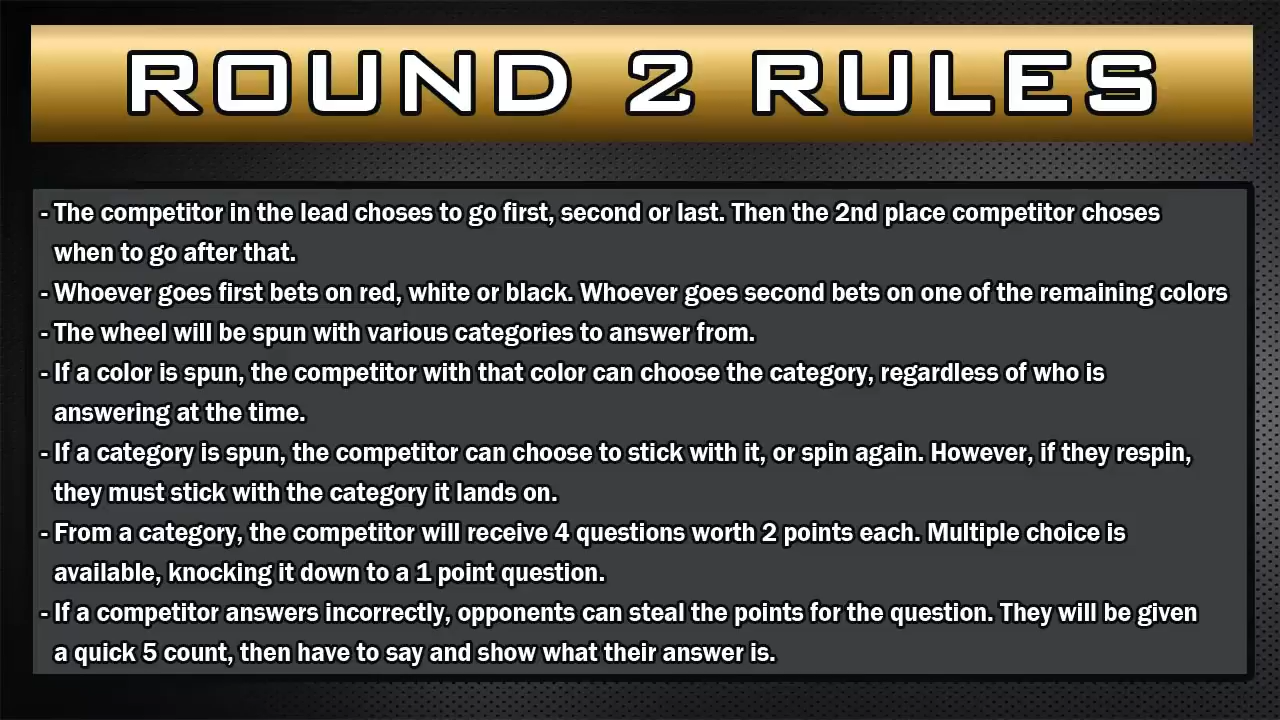 ROUND 2 RULES
- The competitor in the lead choses to go first, second or last. Then the 2nd place competitor choses
when to go after that.
- Whoever goes first bets on red, white or black. Whoever goes second bets on one of the remaining colors
- The wheel will be spun with various categories to answer from.
- If a color is spun, the competitor with that color can choose the category, regardless of who is
answering at the time.
- If a category is spun, the competitor can choose to stick with it, or spin again. However, if they respin,
they must stick with the category it lands on.
- From a category, the competitor will receive 4 questions worth 2 points each. Multiple choice is
available, knocking it down to a 1 point question.
- If a competitor answers incorrectly, opponents can steal the points for the question. They will be given
a quick 5 count, then have to say and show what their answer is.